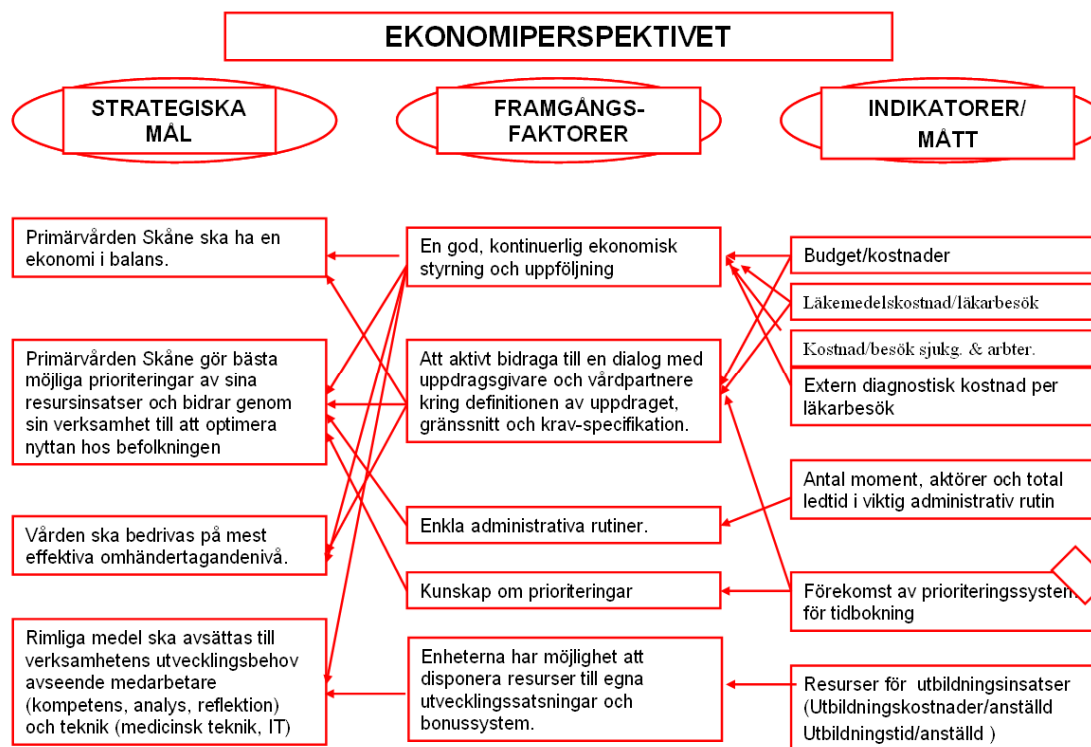 EKONOMIPERSPEKTIVET
STRATEGISKA
MÅL
FRAMGÅNGS-
FAKTORER
INDIKATORER/
MÅTT
Primärvården Skåne ska ha en
ekonomi i balans.
Primärvården Skåne gör bästa
möjliga prioriteringar av sina
resursinsatser och bidrar genom
sin verksamhet till att optimera
nyttan hos befolkningen
Vården ska bedrivas på mest
effektiva omhändertagandenivå.
Rimliga medel ska avsättas till
verksamhetens utvecklingsbehov
avseende medarbetare
(kompetens, analys, reflektion)
och teknik (medicinsk teknik, IT)
En god, kontinuerlig ekonomisk
styrning och uppföljning
Att aktivt bidraga till en dialog med
uppdragsgivare och vårdpartnere
kring definitionen av uppdraget,
gränssnitt och krav-specifikation.
Enkla administrativa rutiner.
Kunskap om prioriteringar
Enheterna har möjlighet att
disponera resurser till egna
utvecklingssatsningar och
bonussystem.
Budget/kostnader
Läkemedelskostnad/läkarbesök
Kostnad/besök sjukg. & arbter.
Extern diagnostisk kostnad per
läkarbesök
Antal moment, aktörer och total
ledtid i viktig administrativ rutin
Förekomst av prioriteringssystem
för tidbokning
Resurser för utbildningsinsatser
(Utbildningskostnader/anställd
Utbildningstid/anställd )